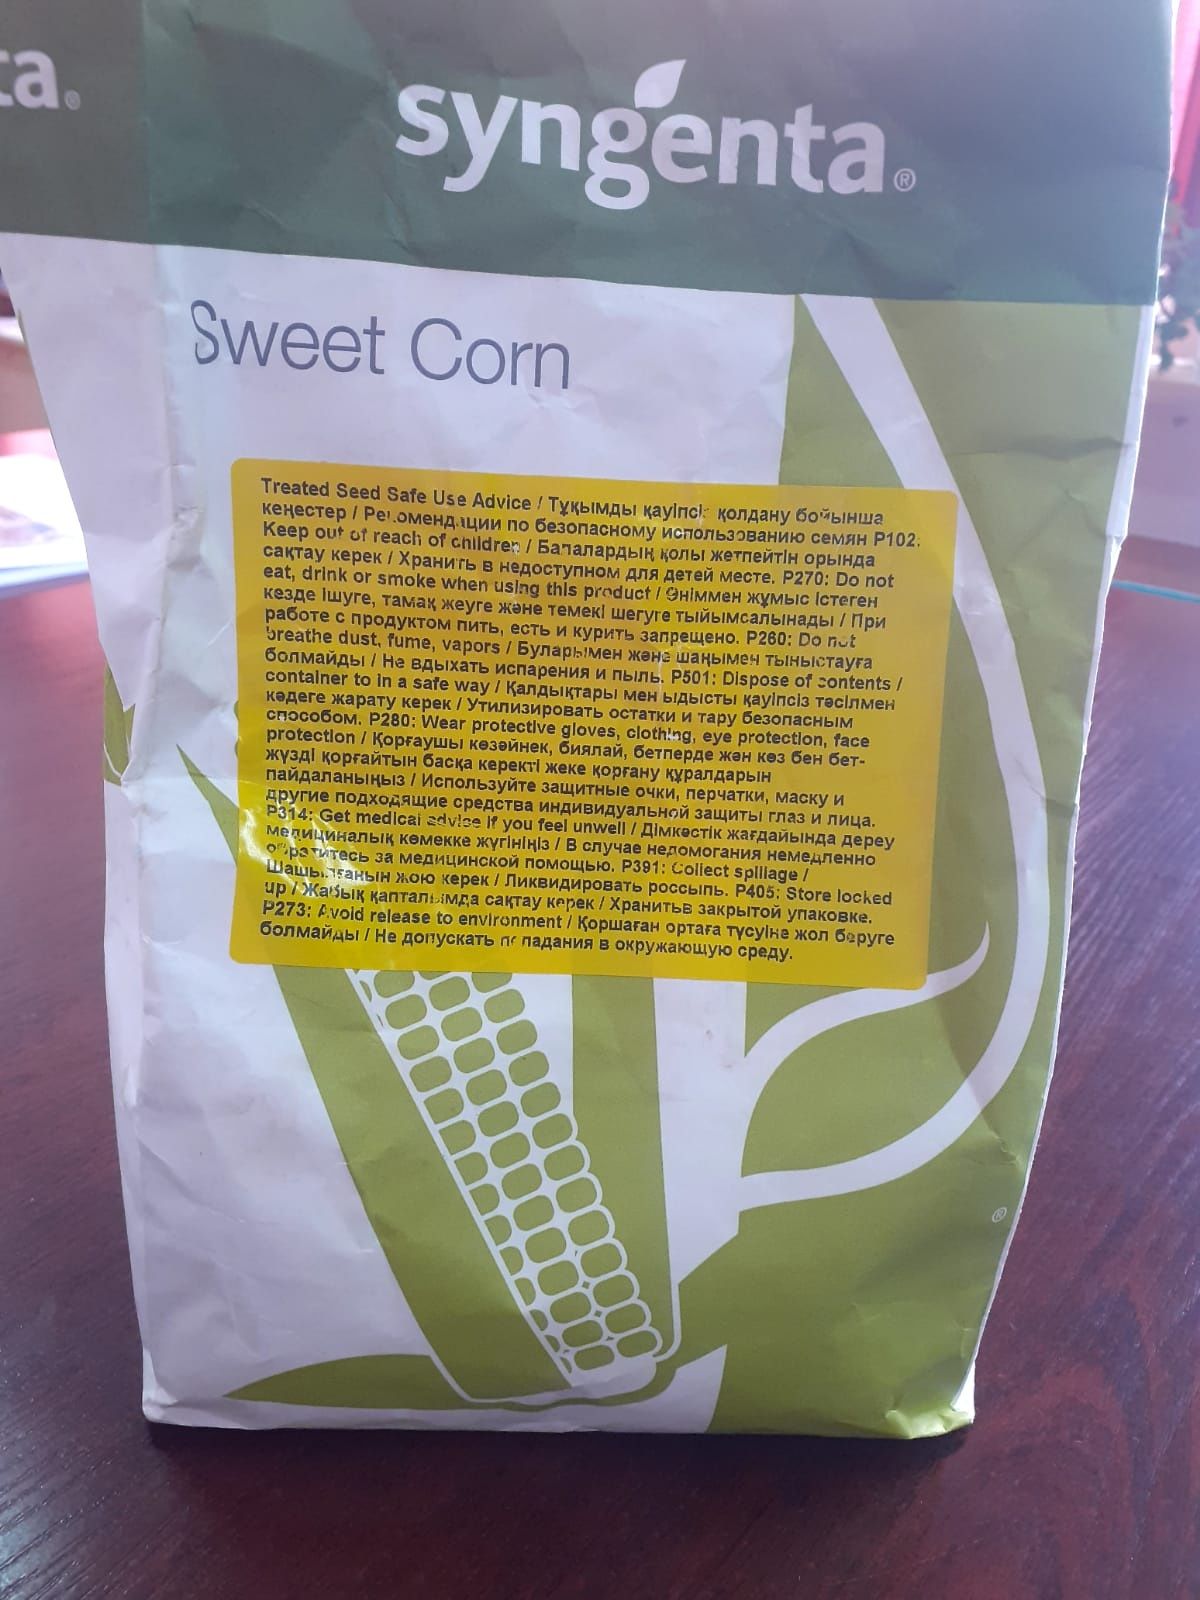 ta®
syngenta®
Sweet Corn
Treated Seed Safe Use Advice / Тұқымды қауіпсіз қолдану бойынша
кеңестер / Рекомендации по безопасному использованию семян P102:
Keep out of reach of children / Балалардың қолы жетпейтін орында
сақтау керек / Хранить в недоступном для детей месте. P270: Do not
eat, drink or smoke when using this product / Өніммен жұмыс істеген
кезде ішуге, тамақ жеуге және темекі шегуге тыйымсалынады / При
работе с продуктом пить, есть и курить запрещено. P260: Do not
breathe dust, fume, vapors / Буларымен және шаңымен тыныстауға
болмайды / Не вдыхать испарения и пыль. P501: Dispose of contents /
container to in a safe way / Қалдықтары мен ыдысты қауіпсіз тәсілмен
кәдеге жарату керек / Утилизировать остатки и тару безопасным
способом. P280: Wear protective gloves, clothing, eye protection, face
protection / Қорғаушы көзәйнек, биялай, бетперде жән көз бен бет-
жүзді қорғайтын басқа керекті жеке қорғану құралдарын
пайдаланыңыз / Используйте защитные очки, перчатки, маску и
другие подходящие средства индивидуальной защиты глаз и лица.
P314: Get medical advise if you feel unwell / Дімкәстік жағдайында дереу
медициналық көмекке жүгініңіз / В случае недомогания немедленно
обратитесь за медицинской помощью. P391: Collect spillage /
Шашылғанын жою керек / Ликвидировать россыпь. P405: Store locked
up / Жабық қапталымда сақтау керек / Хранитьв закрытой упаковке.
P273: Avoid release to environment / Қоршаған ортаға түсуіне жол беруге
болмайды / Не допускать попадания в окружающую среду.
®